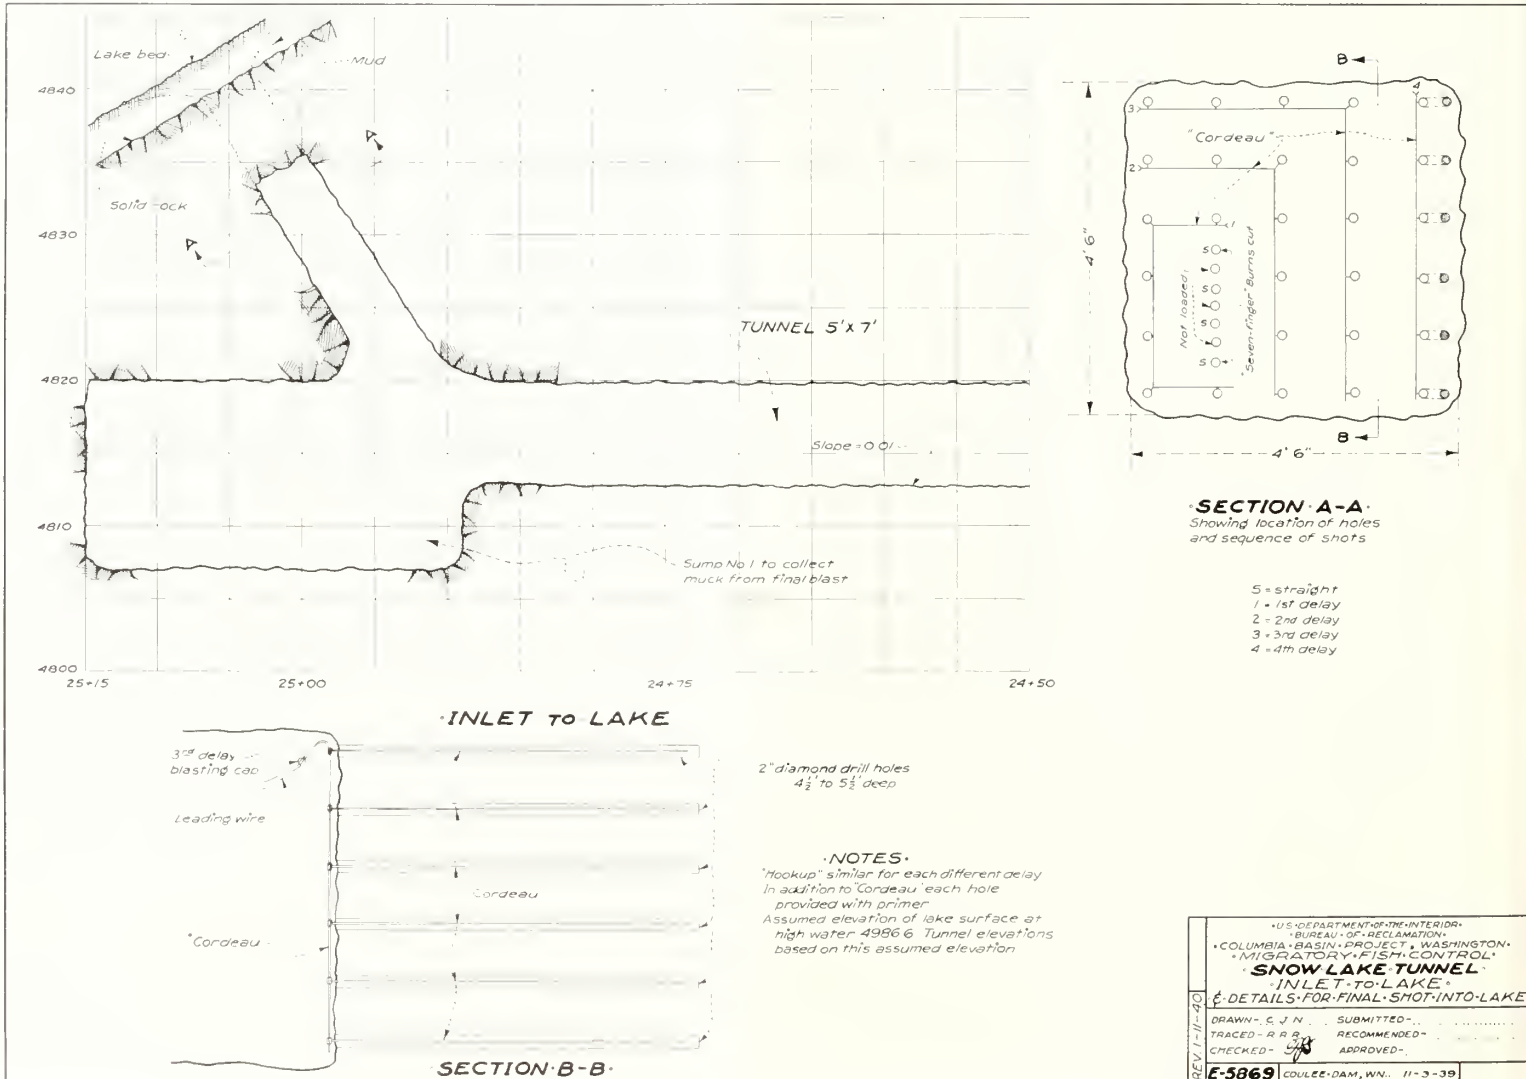 Lake bed
Mud
4840
Solid ock
4830
TUNNEL 5' X 7'
4820
Slope = 0.01
4810
Sump No 1 to collect
muck from final blast
4800
25+15
25+00
24+75
24+50
·INLET TO LAKE
A
A
B
B
3
4
2
1
"Cordeau"
S
S
S
S
Not loaded
"Seven-finger" Burns cut
4' 6"
4' 6"
·SECTION·A-A·
Showing location of holes
and sequence of shots
S = straight
1 = 1st delay
2 = 2nd delay
3 = 3rd delay
4 = 4th delay
3rd delay
blasting cap
Leading wire
Cordeau
"Cordeau
·SECTION·B-B·
2" diamond drill holes
4½' to 5½' deep
·NOTES·
"Hookup" similar for each different delay
In addition to "Cordeau" each hole
provided with primer
Assumed elevation of lake surface at
high water 4986 6 Tunnel elevations
based on this assumed elevation
·U·S·DEPARTMENT·OF·THE·INTERIOR·
·BUREAU·OF·RECLAMATION·
·COLUMBIA·BASIN·PROJECT, WASHINGTON·
·MIGRATORY·FISH·CONTROL·
·SNOW·LAKE·TUNNEL·
·INLET·TO·LAKE·
&·DETAILS·FOR·FINAL·SHOT·INTO·LAKE
DRAWN- C J N SUBMITTED-
TRACED- R R R RECOMMENDED-
CHECKED- APPROVED-
E-5869 COULEE·DAM, WN.. 11-3-39
REV. 1-11-40